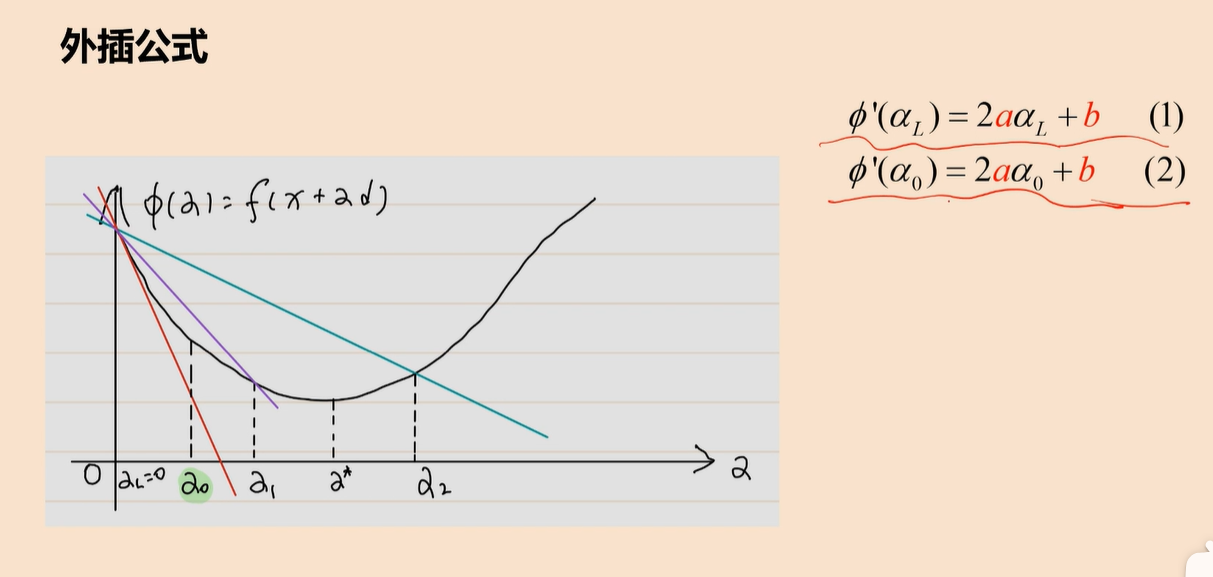 外插公式
ϕ'(α_L) = 2aα_L + b (1)
ϕ'(α_0) = 2aα_0 + b (2)
ϕ(α) = f(x + αd)
0 α_L=0 α_0 α_1 α* α_2 α